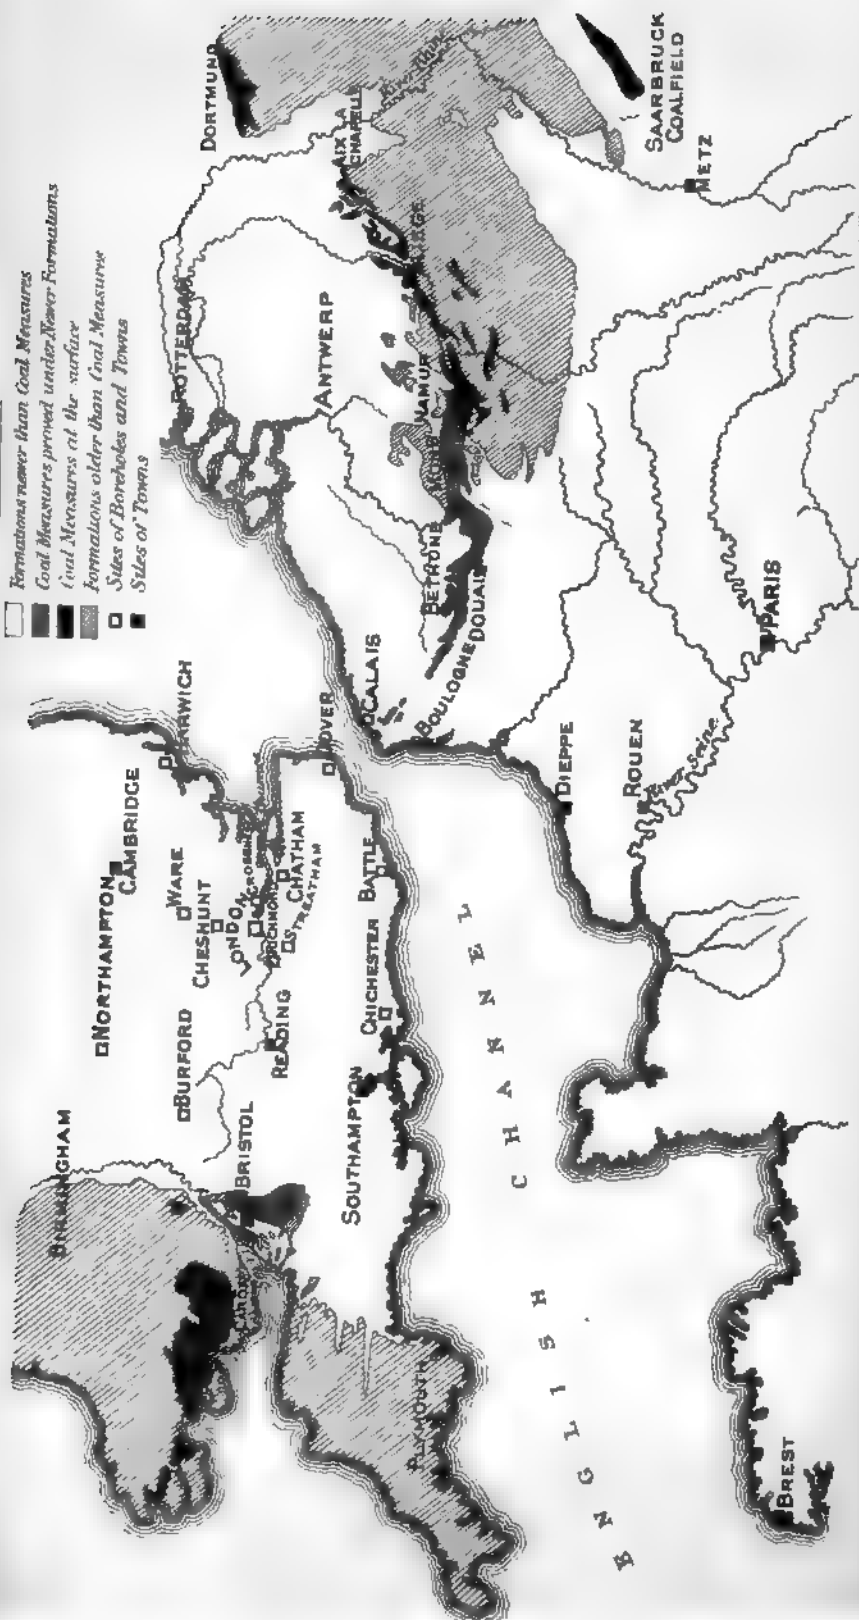 Formations newer than Coal Measures
Coal Measures proved under Newer Formations
Coal Measures at the surface
Formations older than Coal Measures
Sites of Boreholes and Towns
Sites of Towns
BIRMINGHAM
NORTHAMPTON
CAMBRIDGE
HARWICH
BURFORD
WARE
CHESHUNT
LONDON
CROSSNESS
RICHMOND
STREATHAM
CHATHAM
READING
BRISTOL
CARDIFF
SOUTHAMPTON
CHICHESTER
BATTLE
DOVER
PLYMOUTH
ENGLISH CHANNEL
CALAIS
BOULOGNE
BETHUNE
DOUAI
DIEPPE
ROUEN
River Seine
PARIS
BREST
ROTTERDAM
ANTWERP
NAMUR
LIEGE
AIX LA
CHAPELLE
DORTMUND
SAARBRUCK
COALFIELD
METZ